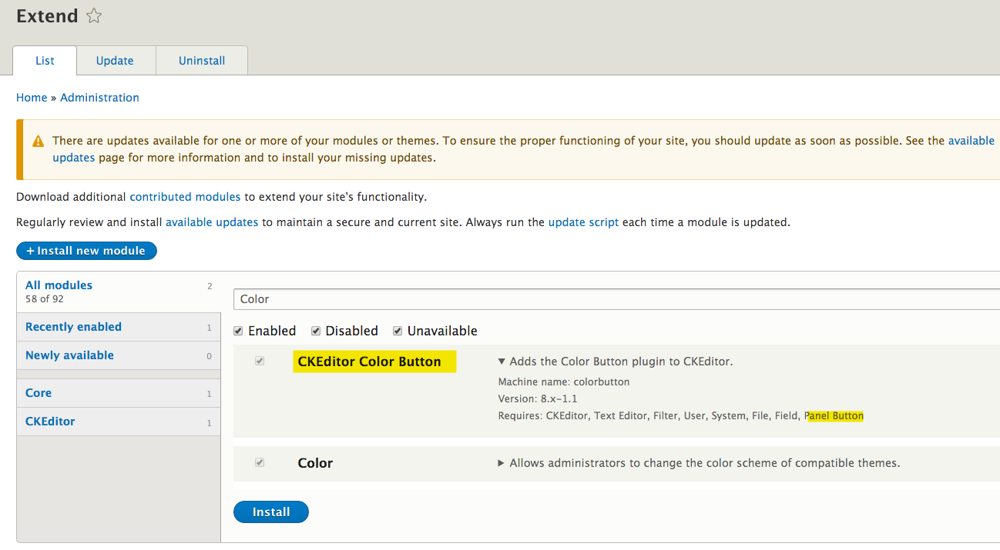 Extend
List Update Uninstall
Home » Administration
There are updates available for one or more of your modules or themes. To ensure the proper functioning of your site, you should update as soon as possible. See the available
updates page for more information and to install your missing updates.
Download additional contributed modules to extend your site's functionality.
Regularly review and install available updates to maintain a secure and current site. Always run the update script each time a module is updated.
+ Install new module
All modules 2
58 of 92
Recently enabled 1
Newly available 0
Core 1
CKEditor 1
Color
Enabled Disabled Unavailable
CKEditor Color Button
Adds the Color Button plugin to CKEditor.
Machine name: colorbutton
Version: 8.x-1.1
Requires: CKEditor, Text Editor, Filter, User, System, File, Field, Panel Button
Color
Allows administrators to change the color scheme of compatible themes.
Install